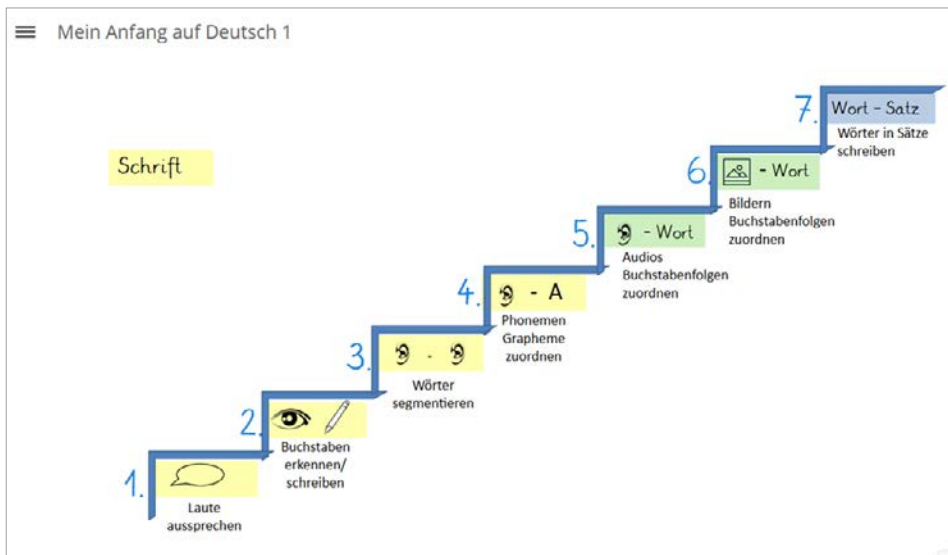 Mein Anfang auf Deutsch 1
Schrift
7.
Wort - Satz
Wörter in Sätze
schreiben
6.
- Wort
Bildern
Buchstabenfolgen
zuordnen
5.
- Wort
Audios
Buchstabenfolgen
zuordnen
4.
- A
Phonemen
Grapheme
zuordnen
3.
-
Wörter
segmentieren
2.
Buchstaben
erkennen/
schreiben
1.
Laute
aussprechen